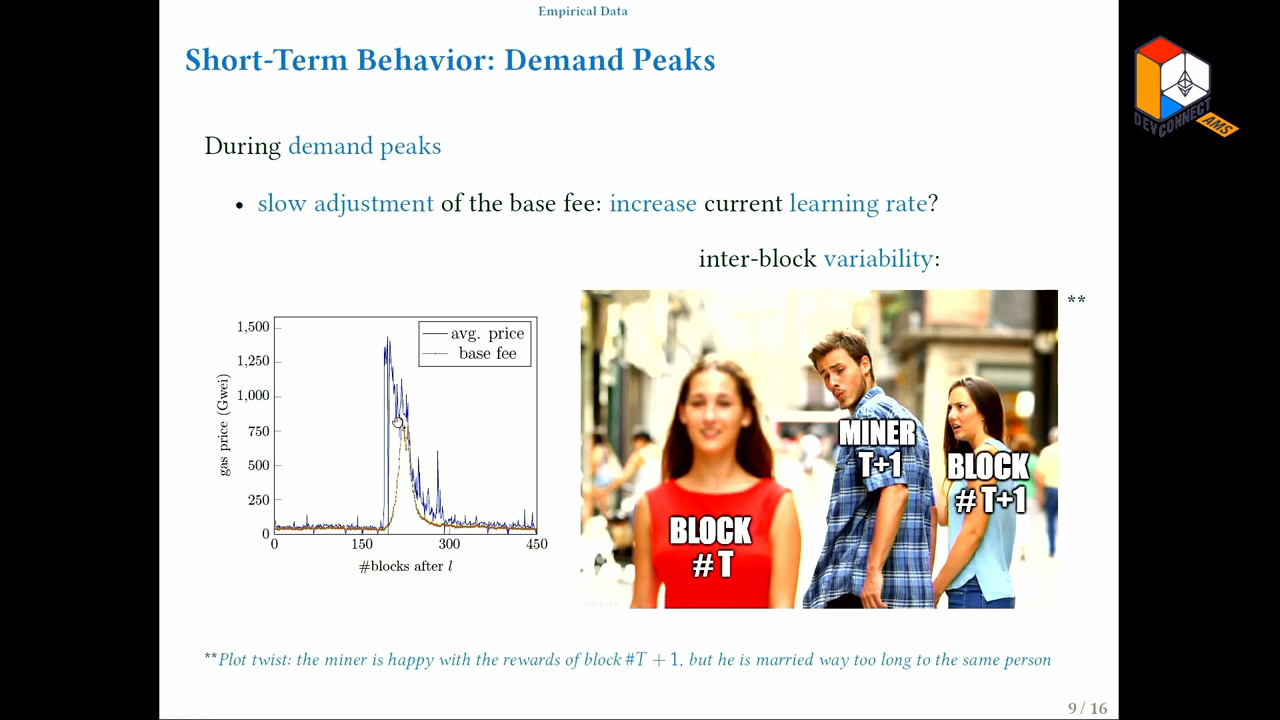 Empirical Data
Short-Term Behavior: Demand Peaks
DEVCONNECT
AMS
During demand peaks
• slow adjustment of the base fee: increase current learning rate?
inter-block variability:
**
avg. price
base fee
gas price (Gwei)
1,500
1,250
1,000
750
500
250
0
0 150 300 450
#blocks after l
MINER
T+1
BLOCK
#T+1
BLOCK
#T
**Plot twist: the miner is happy with the rewards of block #T + 1, but he is married way too long to the same person
9 / 16